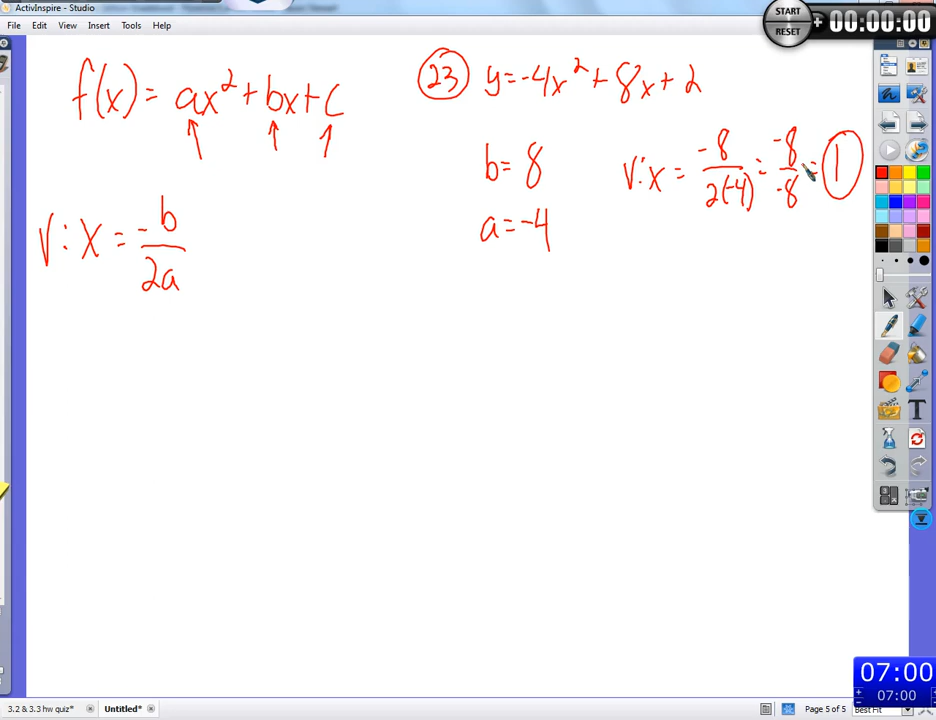 ActivInspire - Studio
START
RESET
00:00:00
File Edit View Insert Tools Help
f(x) = ax² + bx + c
V: x = -b/2a
23 y = -4x² + 8x + 2
b = 8
a = -4
V: x = -8/2(-4) = -8/-8 = 1
T
07:00
07:00
3.2 & 3.3 hw quiz* Untitled* Page 5 of 5 Best Fit